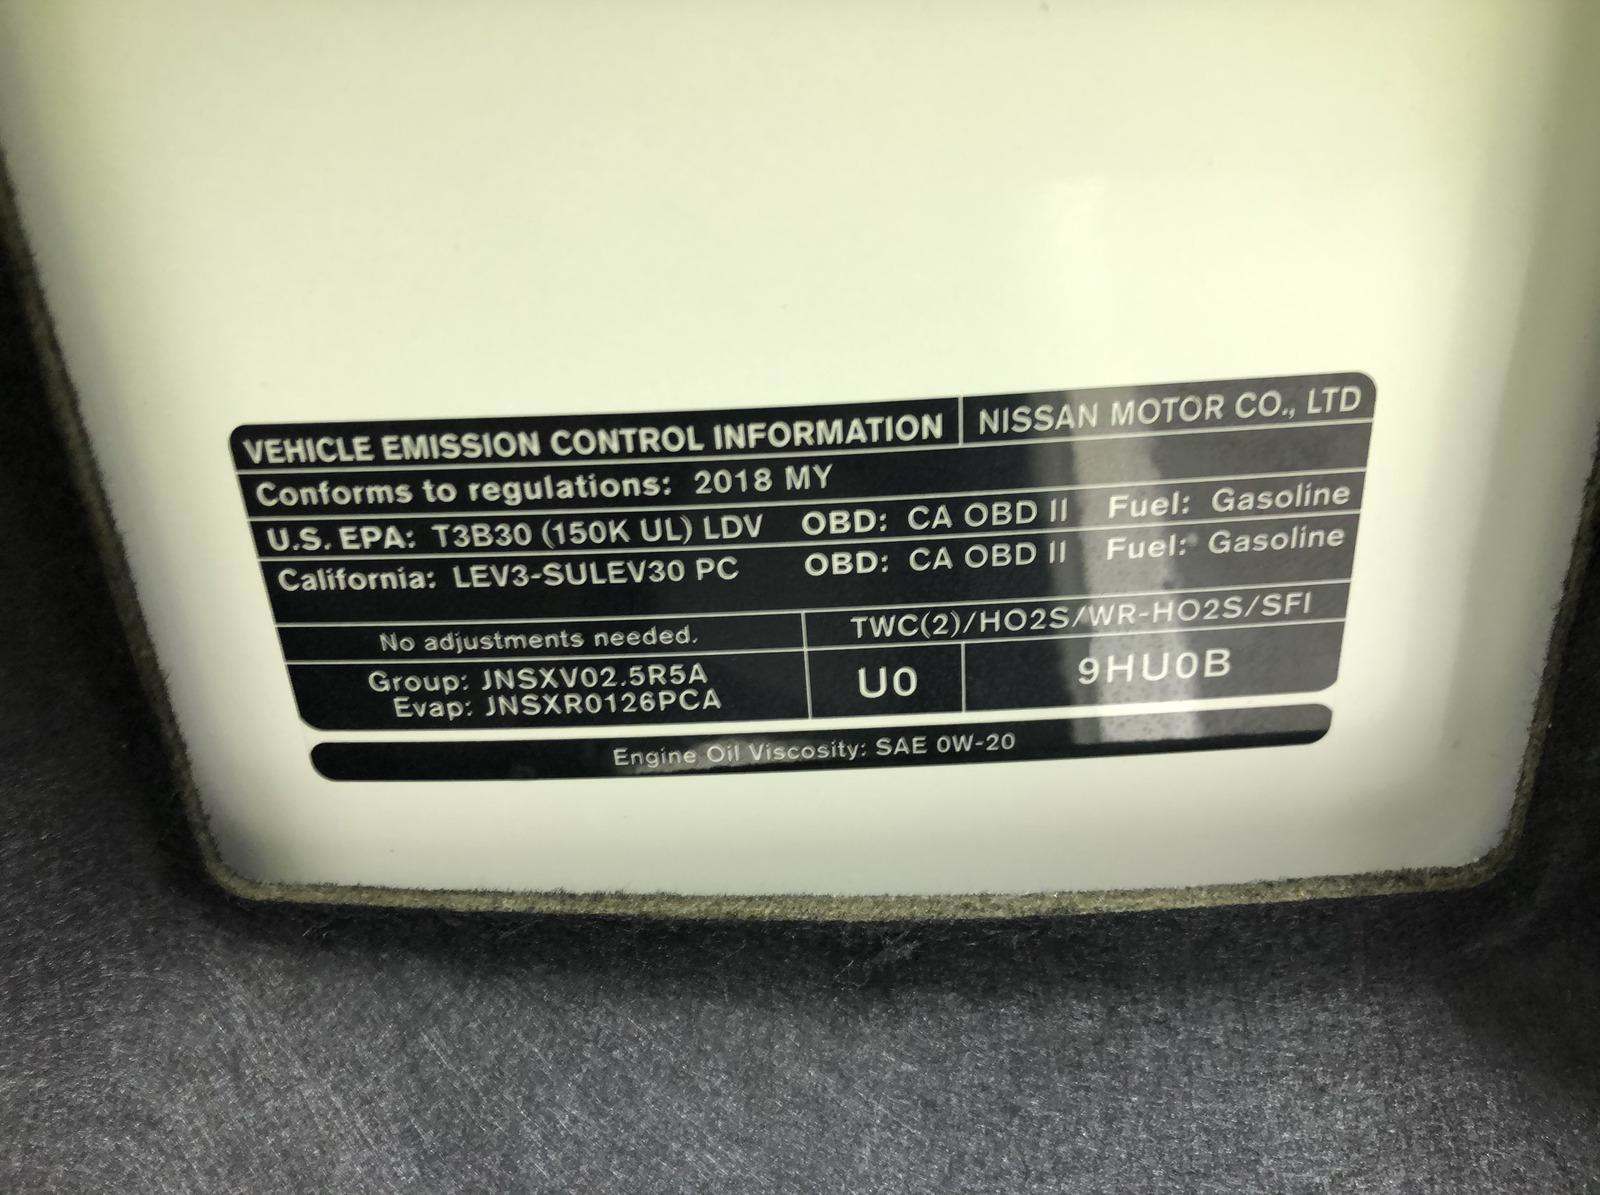 VEHICLE EMISSION CONTROL INFORMATION NISSAN MOTOR CO., LTD
Conforms to regulations: 2018 MY
U.S. EPA: T3B30 (150K UL) LDV OBD: CA OBD II Fuel: Gasoline
California: LEV3-SULEV30 PC OBD: CA OBD II Fuel: Gasoline
No adjustments needed. TWC(2)/HO2S/WR-HO2S/SFI
Group: JNSXV02.5R5A
Evap: JNSXR0126PCA
U0 9HU0B
Engine Oil Viscosity: SAE 0W-20